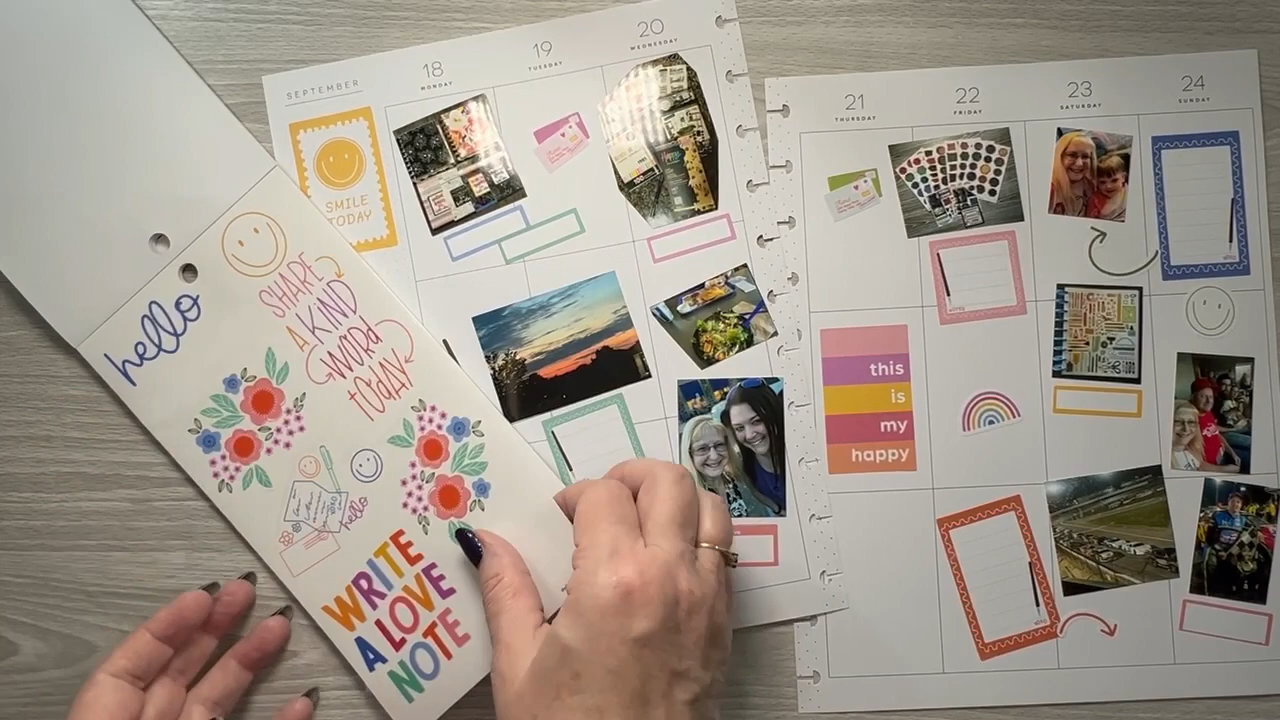 SEPTEMBER
18
MONDAY
19
TUESDAY
20
WEDNESDAY
21
THURSDAY
22
FRIDAY
23
SATURDAY
24
SUNDAY
SMILE
TODAY
this
is
my
happy
hello
SHARE
A KIND
WORD
TODAY
hello
WRITE
A LOVE
NOTE